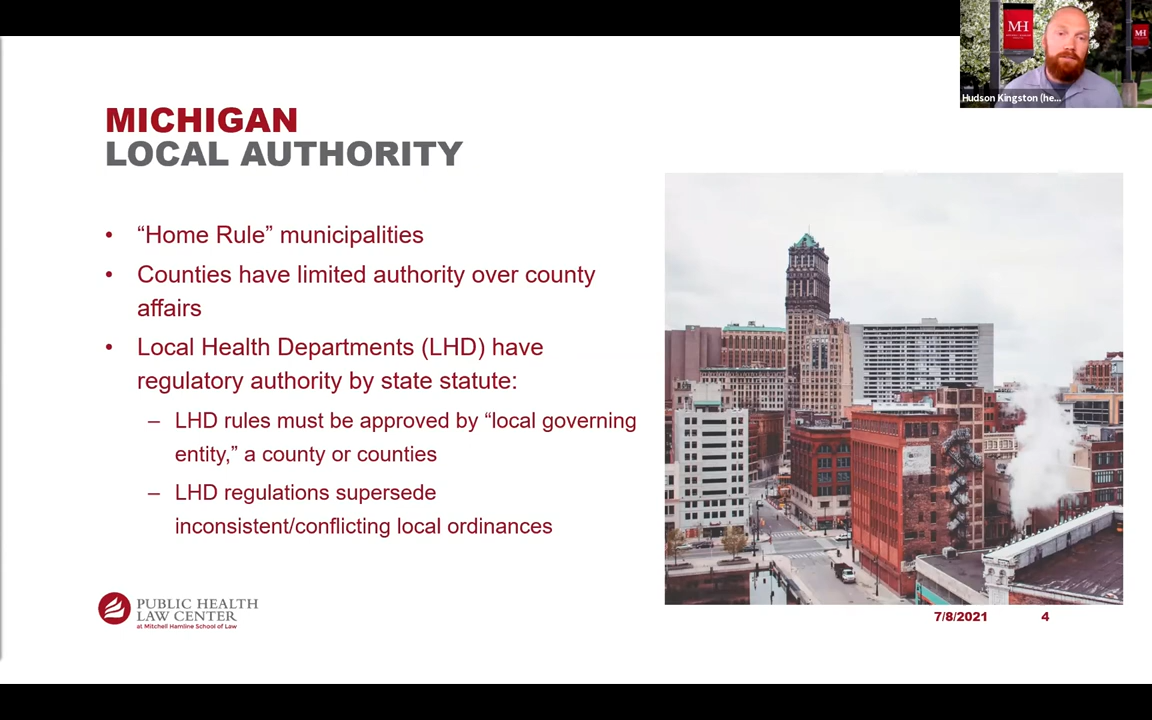 MH
MH
Hudson Kingston (he...
MICHIGAN
LOCAL AUTHORITY
• “Home Rule” municipalities
• Counties have limited authority over county
affairs
• Local Health Departments (LHD) have
regulatory authority by state statute:
– LHD rules must be approved by “local governing
entity,” a county or counties
– LHD regulations supersede
inconsistent/conflicting local ordinances
PUBLIC HEALTH
LAW CENTER
at Mitchell Hamline School of Law
7/8/2021 4